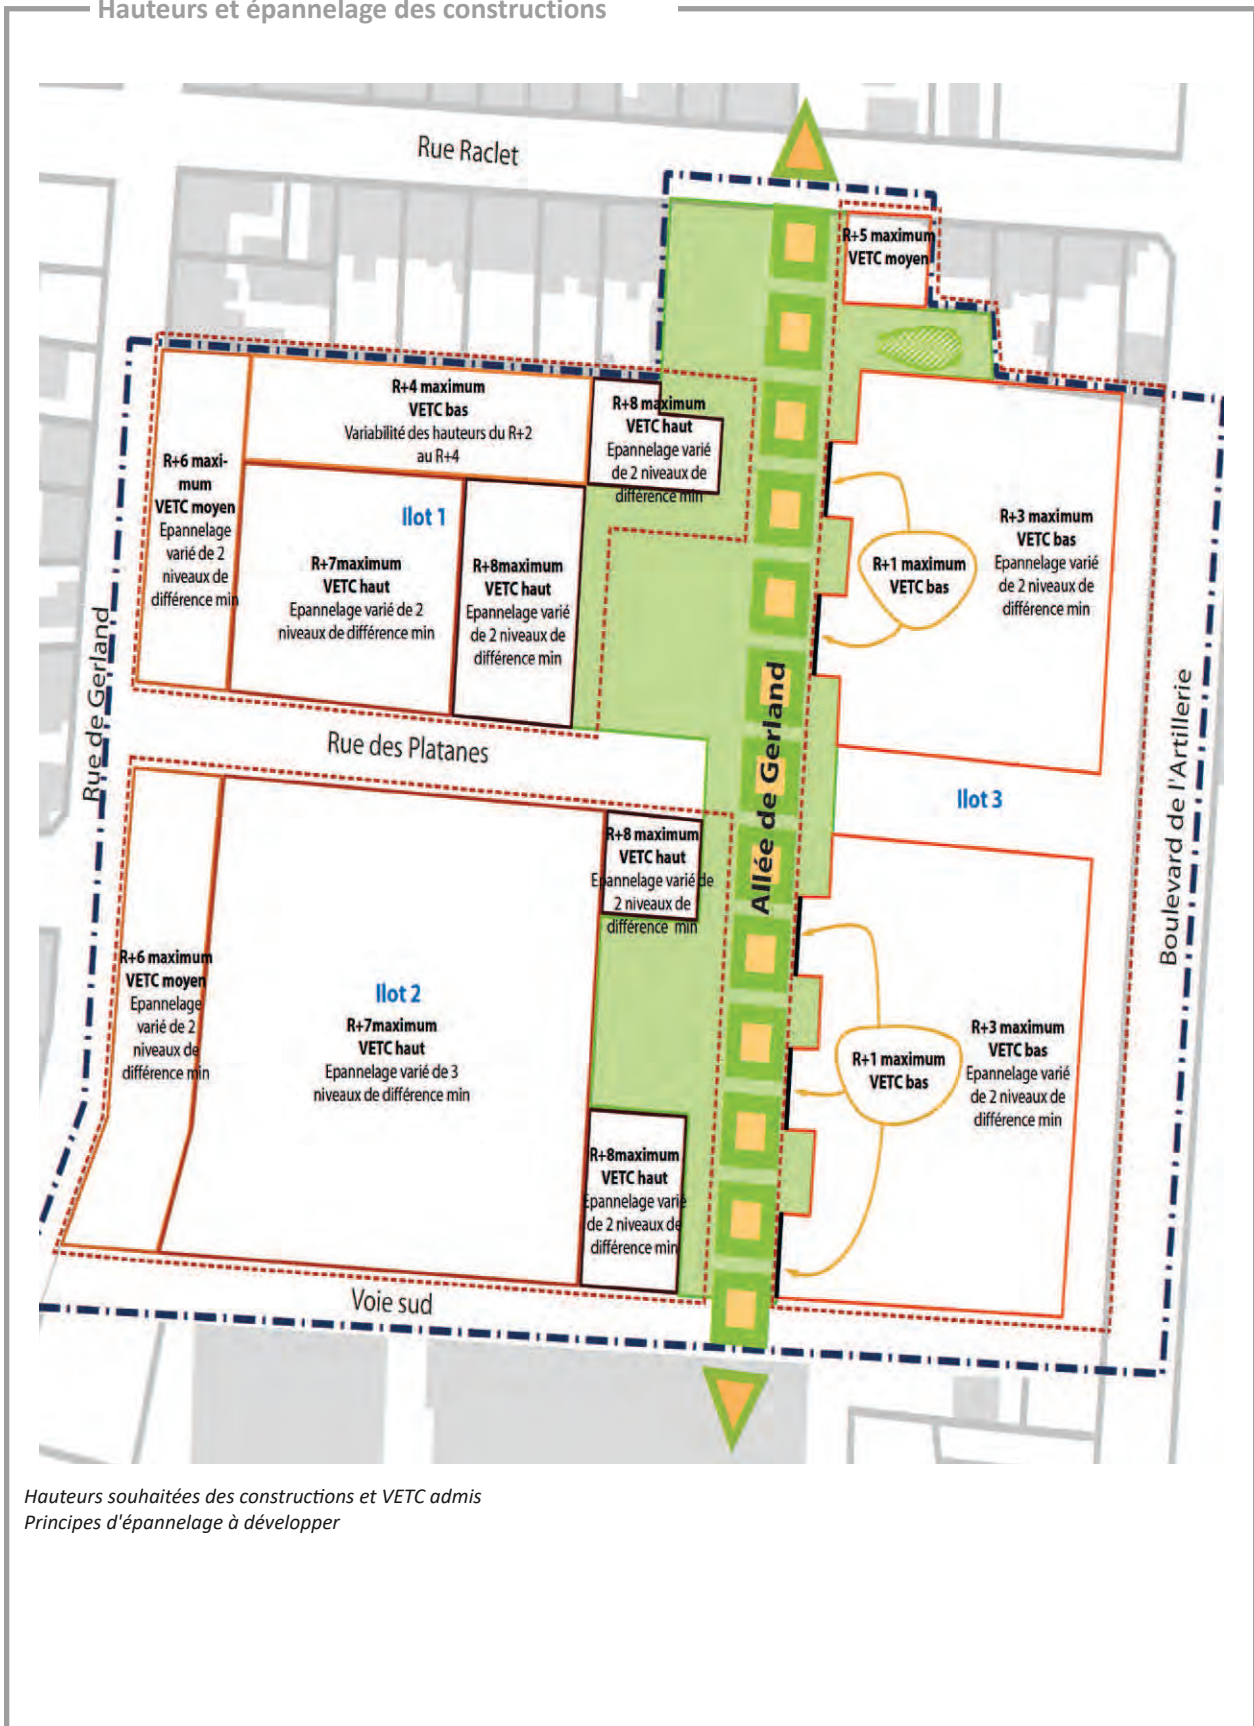 Hauteurs et épannelage des constructions
Rue Raclet
R+5 maximum
VETC moyen
R+4 maximum
VETC bas
Variabilité des hauteurs du R+2
au R+4
R+8 maximum
VETC haut
Epannelage varié
de 2 niveaux de
différence min
R+6 maxi-
mum
VETC moyen
Epannelage
varié de 2
niveaux de
différence min
Ilot 1
R+7maximum
VETC haut
Epannelage varié de 2
niveaux de différence min
R+8maximum
VETC haut
Epannelage varié
de 2 niveaux de
différence min
R+1 maximum
VETC bas
R+3 maximum
VETC bas
Epannelage varié
de 2 niveaux de
différence min
Rue de Gerland
Rue des Platanes
Allée de Gerland
Ilot 3
Boulevard de l'Artillerie
R+8 maximum
VETC haut
Epannelage varié de
2 niveaux de
différence min
R+6 maximum
VETC moyen
Epannelage
varié de 2
niveaux de
différence min
Ilot 2
R+7maximum
VETC haut
Epannelage varié de 3
niveaux de différence min
R+1 maximum
VETC bas
R+3 maximum
VETC bas
Epannelage varié
de 2 niveaux de
différence min
R+8maximum
VETC haut
Epannelage varié
de 2 niveaux de
différence min
Voie sud
Hauteurs souhaitées des constructions et VETC admis
Principes d'épannelage à développer